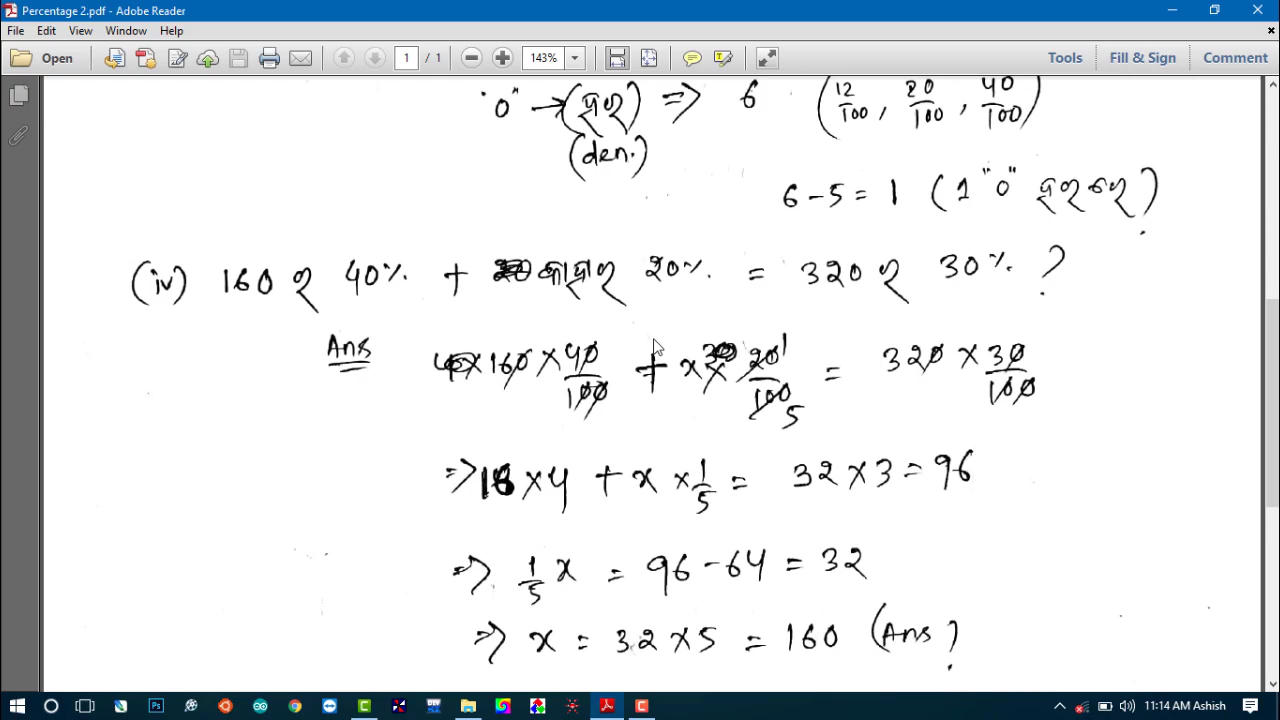 Percentage 2.pdf - Adobe Reader
File Edit View Window Help
Open 1 / 1 143% Tools Fill & Sign Comment
"0" → ( ) => 6 (12/100, 20/100, 40/100)
(den.)
6 - 5 = 1 (1 "0" )
(iv) 160 ର 40% + 20% = 320 ର 30% ?
Ans 160 × 40/100 + x × 20/100 = 320 × 30/100
1 5
=> 16 × 4 + x × 1/5 = 32 × 3 = 96
=> 1/5 x = 96 - 64 = 32
=> x = 32 × 5 = 160 (Ans)
11:14 AM Ashish